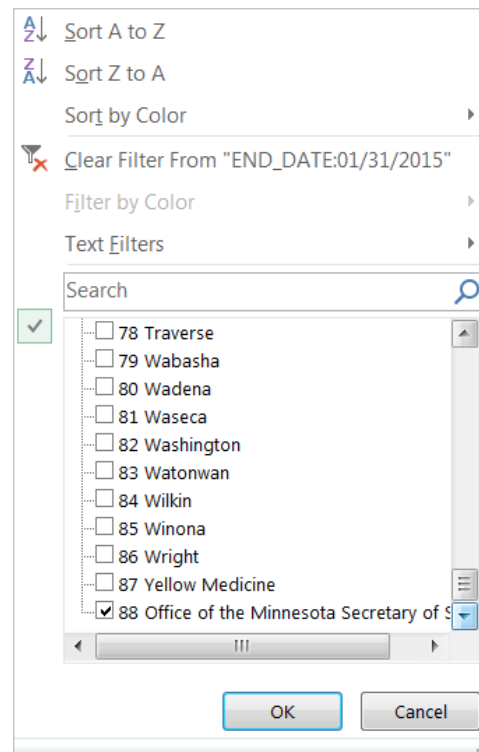 Sort A to Z
Sort Z to A
Sort by Color
Clear Filter From "END_DATE:01/31/2015"
Filter by Color
Text Filters
Search
78 Traverse
79 Wabasha
80 Wadena
81 Waseca
82 Washington
83 Watonwan
84 Wilkin
85 Winona
86 Wright
87 Yellow Medicine
88 Office of the Minnesota Secretary of S
OK Cancel